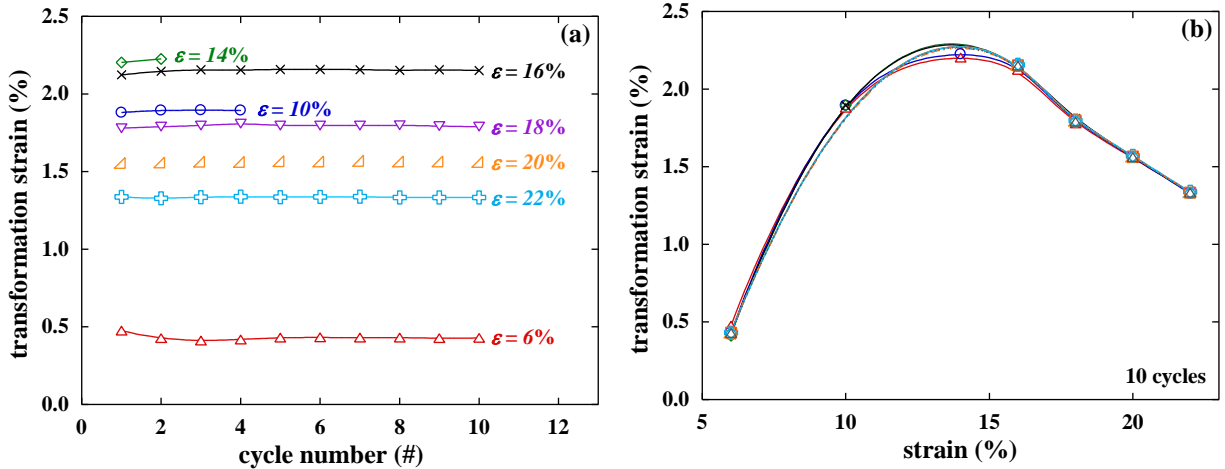 (a)
transformation strain (%)
2.5
2.0
1.5
1.0
0.5
0.0
ε = 14%
ε = 16%
ε = 10%
ε = 18%
ε = 20%
ε = 22%
ε = 6%
0 2 4 6 8 10 12
cycle number (#)
(b)
transformation strain (%)
2.5
2.0
1.5
1.0
0.5
0.0
10 cycles
5 10 15 20
strain (%)